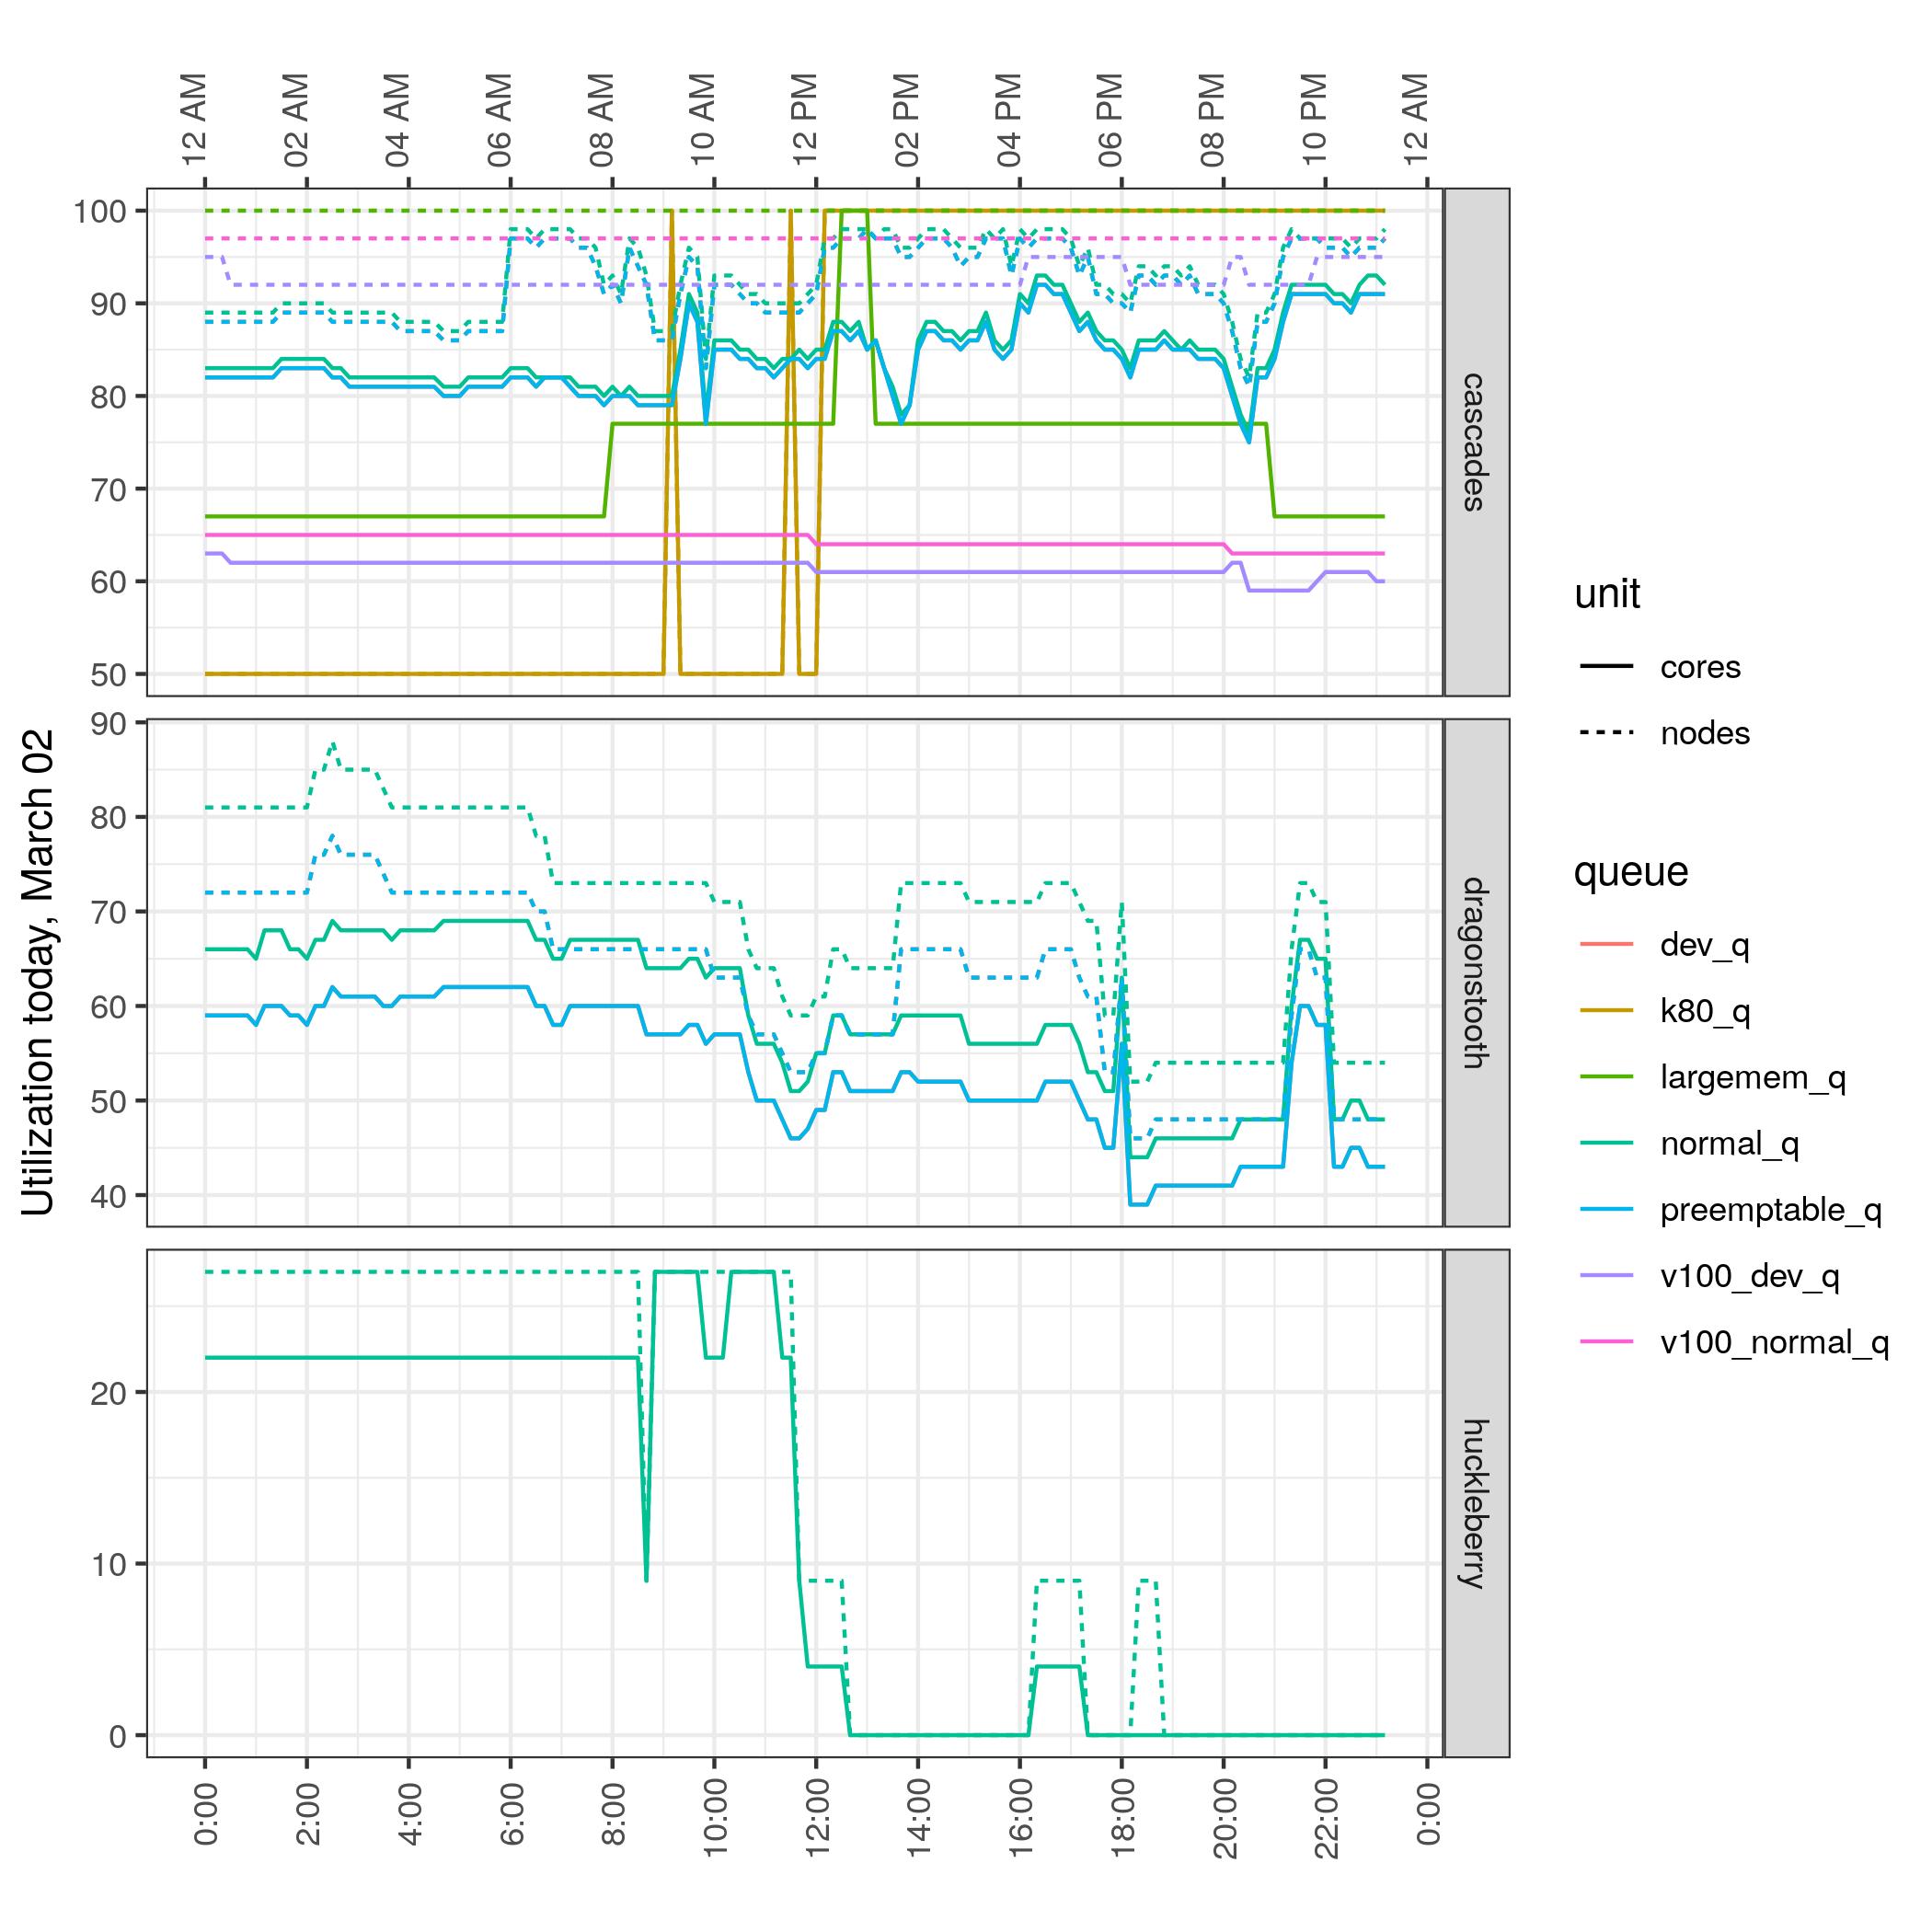 12 AM
02 AM
04 AM
06 AM
08 AM
10 AM
12 PM
02 PM
04 PM
06 PM
08 PM
10 PM
12 AM
Utilization today, March 02
100
90
80
70
60
50
cascades
90
80
70
60
50
40
dragonstooth
20
10
0
huckleberry
0:00
2:00
4:00
6:00
8:00
10:00
12:00
14:00
16:00
18:00
20:00
22:00
0:00
unit
cores
nodes
queue
dev_q
k80_q
largemem_q
normal_q
preemptable_q
v100_dev_q
v100_normal_q